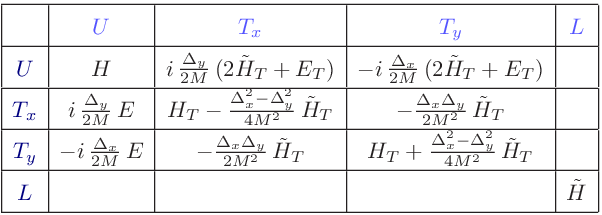 U T_x T_y L
U H i \frac{\Delta_y}{2M} (2\tilde{H}_T + E_T) -i \frac{\Delta_x}{2M} (2\tilde{H}_T + E_T)
T_x i \frac{\Delta_y}{2M} E H_T - \frac{\Delta_x^2 - \Delta_y^2}{4M^2} \tilde{H}_T -\frac{\Delta_x \Delta_y}{2M^2} \tilde{H}_T
T_y -i \frac{\Delta_x}{2M} E -\frac{\Delta_x \Delta_y}{2M^2} \tilde{H}_T H_T + \frac{\Delta_x^2 - \Delta_y^2}{4M^2} \tilde{H}_T
L \tilde{H}